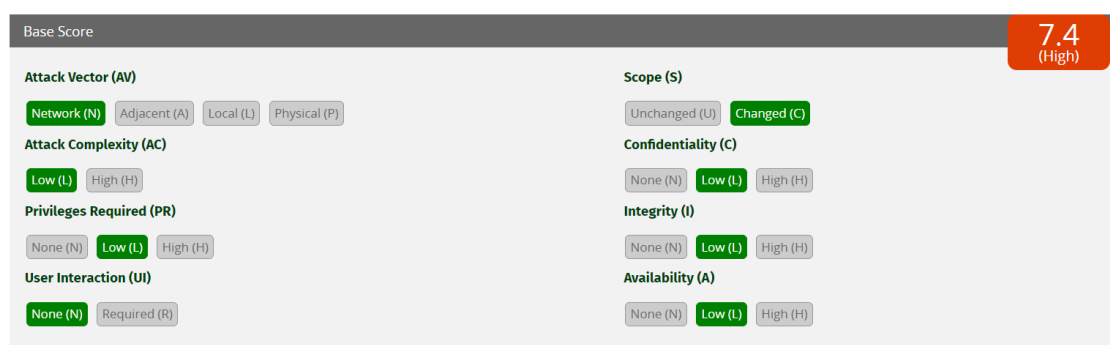 Base Score
7.4
(High)
Attack Vector (AV)
Network (N) Adjacent (A) Local (L) Physical (P)
Attack Complexity (AC)
Low (L) High (H)
Privileges Required (PR)
None (N) Low (L) High (H)
User Interaction (UI)
None (N) Required (R)
Scope (S)
Unchanged (U) Changed (C)
Confidentiality (C)
None (N) Low (L) High (H)
Integrity (I)
None (N) Low (L) High (H)
Availability (A)
None (N) Low (L) High (H)